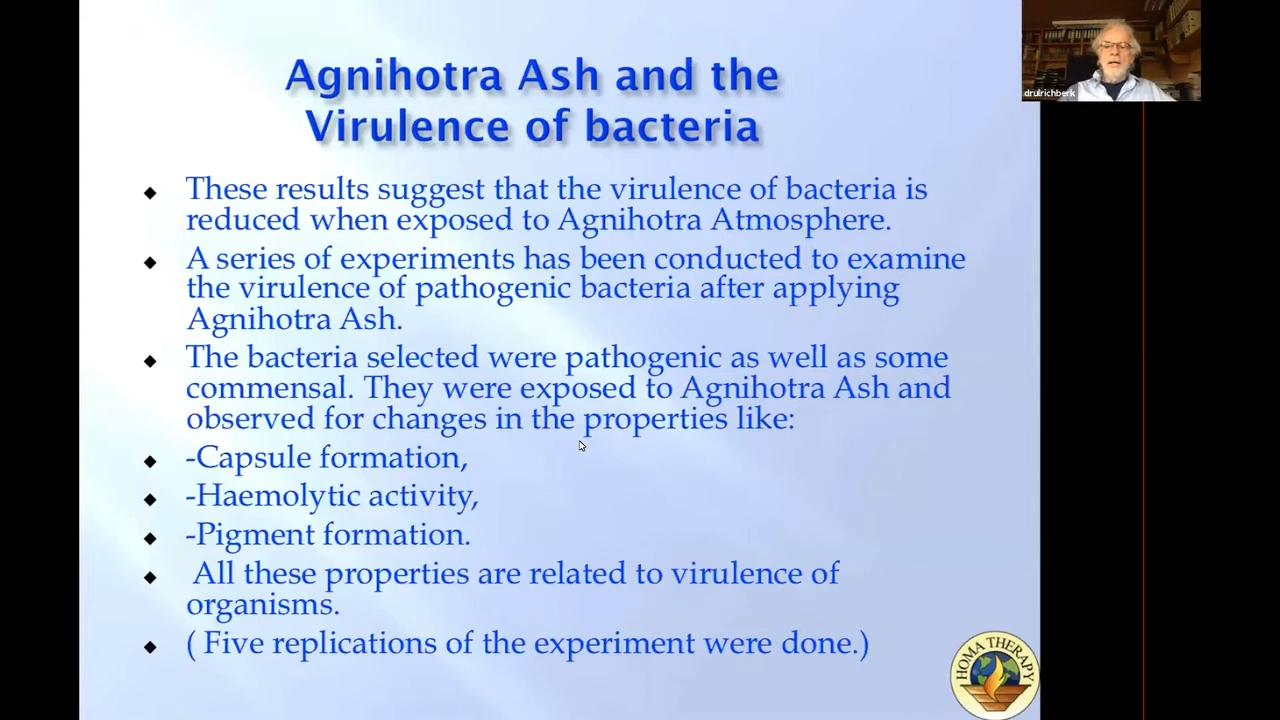 Agnihotra Ash and the
Virulence of bacteria
drulrichberk
These results suggest that the virulence of bacteria is
reduced when exposed to Agnihotra Atmosphere.
A series of experiments has been conducted to examine
the virulence of pathogenic bacteria after applying
Agnihotra Ash.
The bacteria selected were pathogenic as well as some
commensal. They were exposed to Agnihotra Ash and
observed for changes in the properties like:
-Capsule formation,
-Haemolytic activity,
-Pigment formation.
All these properties are related to virulence of
organisms.
( Five replications of the experiment were done.)
HOMA THERAPY